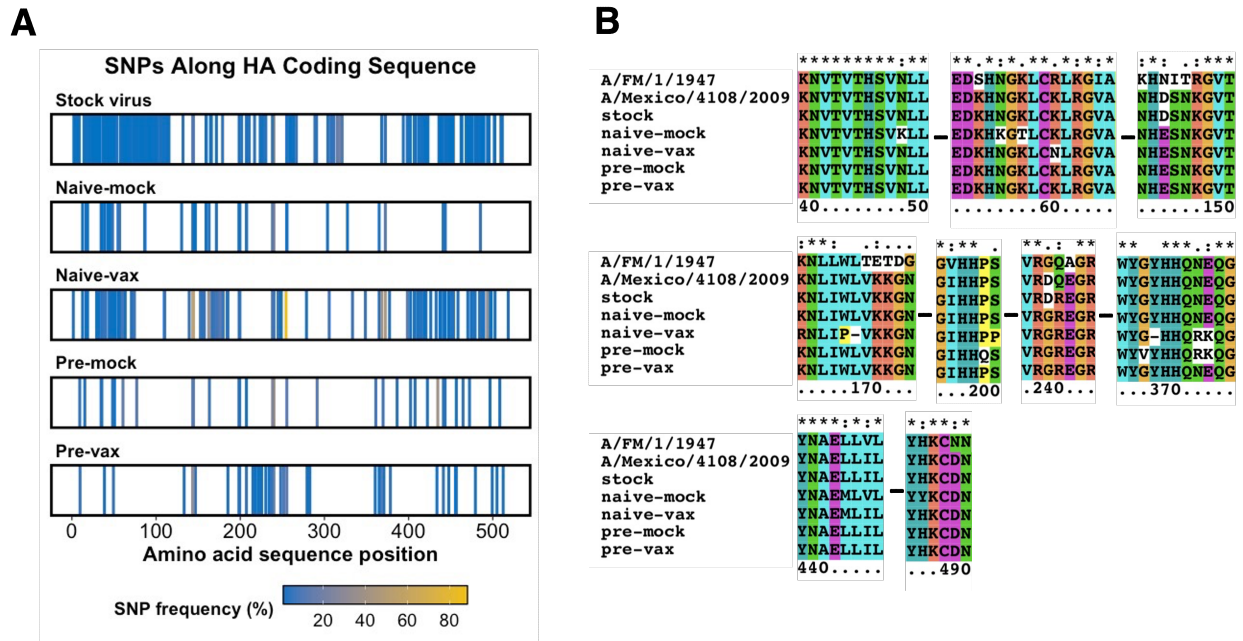 A
SNPs Along HA Coding Sequence
Stock virus
Naive-mock
Naive-vax
Pre-mock
Pre-vax
0 100 200 300 400 500
Amino acid sequence position
SNP frequency (%)
20 40 60 80
B
*********:** **.*.*:**.*:*:* :*: .:***
A/FM/1/1947 KNVTVTHSVNLL EDSHNGKLCRLKGIA KHNITRGVT
A/Mexico/4108/2009 KNVTVTHSVNLL EDKHNGKLCKLRGVA NHDSNKGVT
stock KNVTVTHSVNLL EDKHNGKLCKLRGVA NHDSNKGVT
naive-mock KNVTVTHSVKLL EDKHKGTLCKLRGVA NHESNKGVT
naive-vax KNVTVTHSVNLL EDKHNGKLCNLRGVA NHESNKGVT
pre-mock KNVTVTHSVNLL EDKHNGKLCKLRGVA NHESNKGVT
pre-vax KNVTVTHSVNLL EDKHNGKLCKLRGVA NHESNKGVT
40........50 ........60...... ......150
:**: .:... *:** . **.: ** ** ***.:**
A/FM/1/1947 KNLLWLTETDG GVHHPS VRGQAGR WYGYHHQNEQG
A/Mexico/4108/2009 KNLIWLVKKGN GIHHPS VRDQEGR WYGYHHQNEQG
stock KNLIWLVKKGN GIHHPS VRDREGR WYGYHHQNEQG
naive-mock KNLIWLVKKGN GIHHPS VRGREGR WYGYHHQNEQG
naive-vax RNLIP-VKKGN GIHHPP VRGREGR WYG-HHQRKQG
pre-mock KNLIWLVKKGN GIHHQS VRGREGR WYVYHHQRKQG
pre-vax KNLIWLVKKGN GIHHPS VRGREGR WYGYHHQNEQG
.....170... ...200 .240... ...370.....
****:*:* *:**:*
A/FM/1/1947 YNAELLVL YHKCNN
A/Mexico/4108/2009 YNAELLIL YHKCDN
stock YNAELLIL YHKCDN
naive-mock YNAEMLVL YYKCDN
naive-vax YNAEMLIL YHKCDN
pre-mock YNAELLIL YHKCDN
pre-vax YNAELLIL YHKCDN
440..... ...490